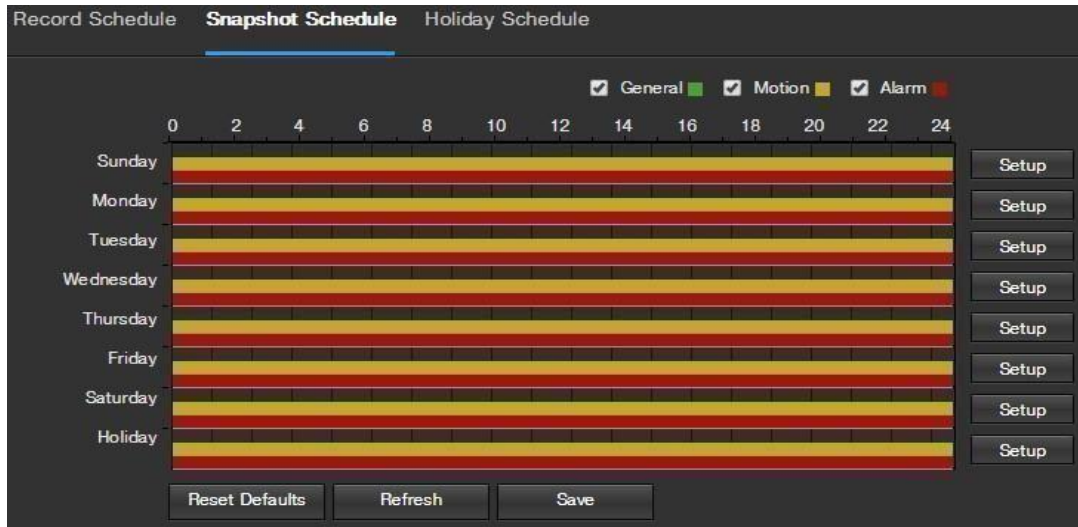 Record Schedule Snapshot Schedule Holiday Schedule
General Motion Alarm
0 2 4 6 8 10 12 14 16 18 20 22 24
Sunday Setup
Monday Setup
Tuesday Setup
Wednesday Setup
Thursday Setup
Friday Setup
Saturday Setup
Holiday Setup
Reset Defaults Refresh Save